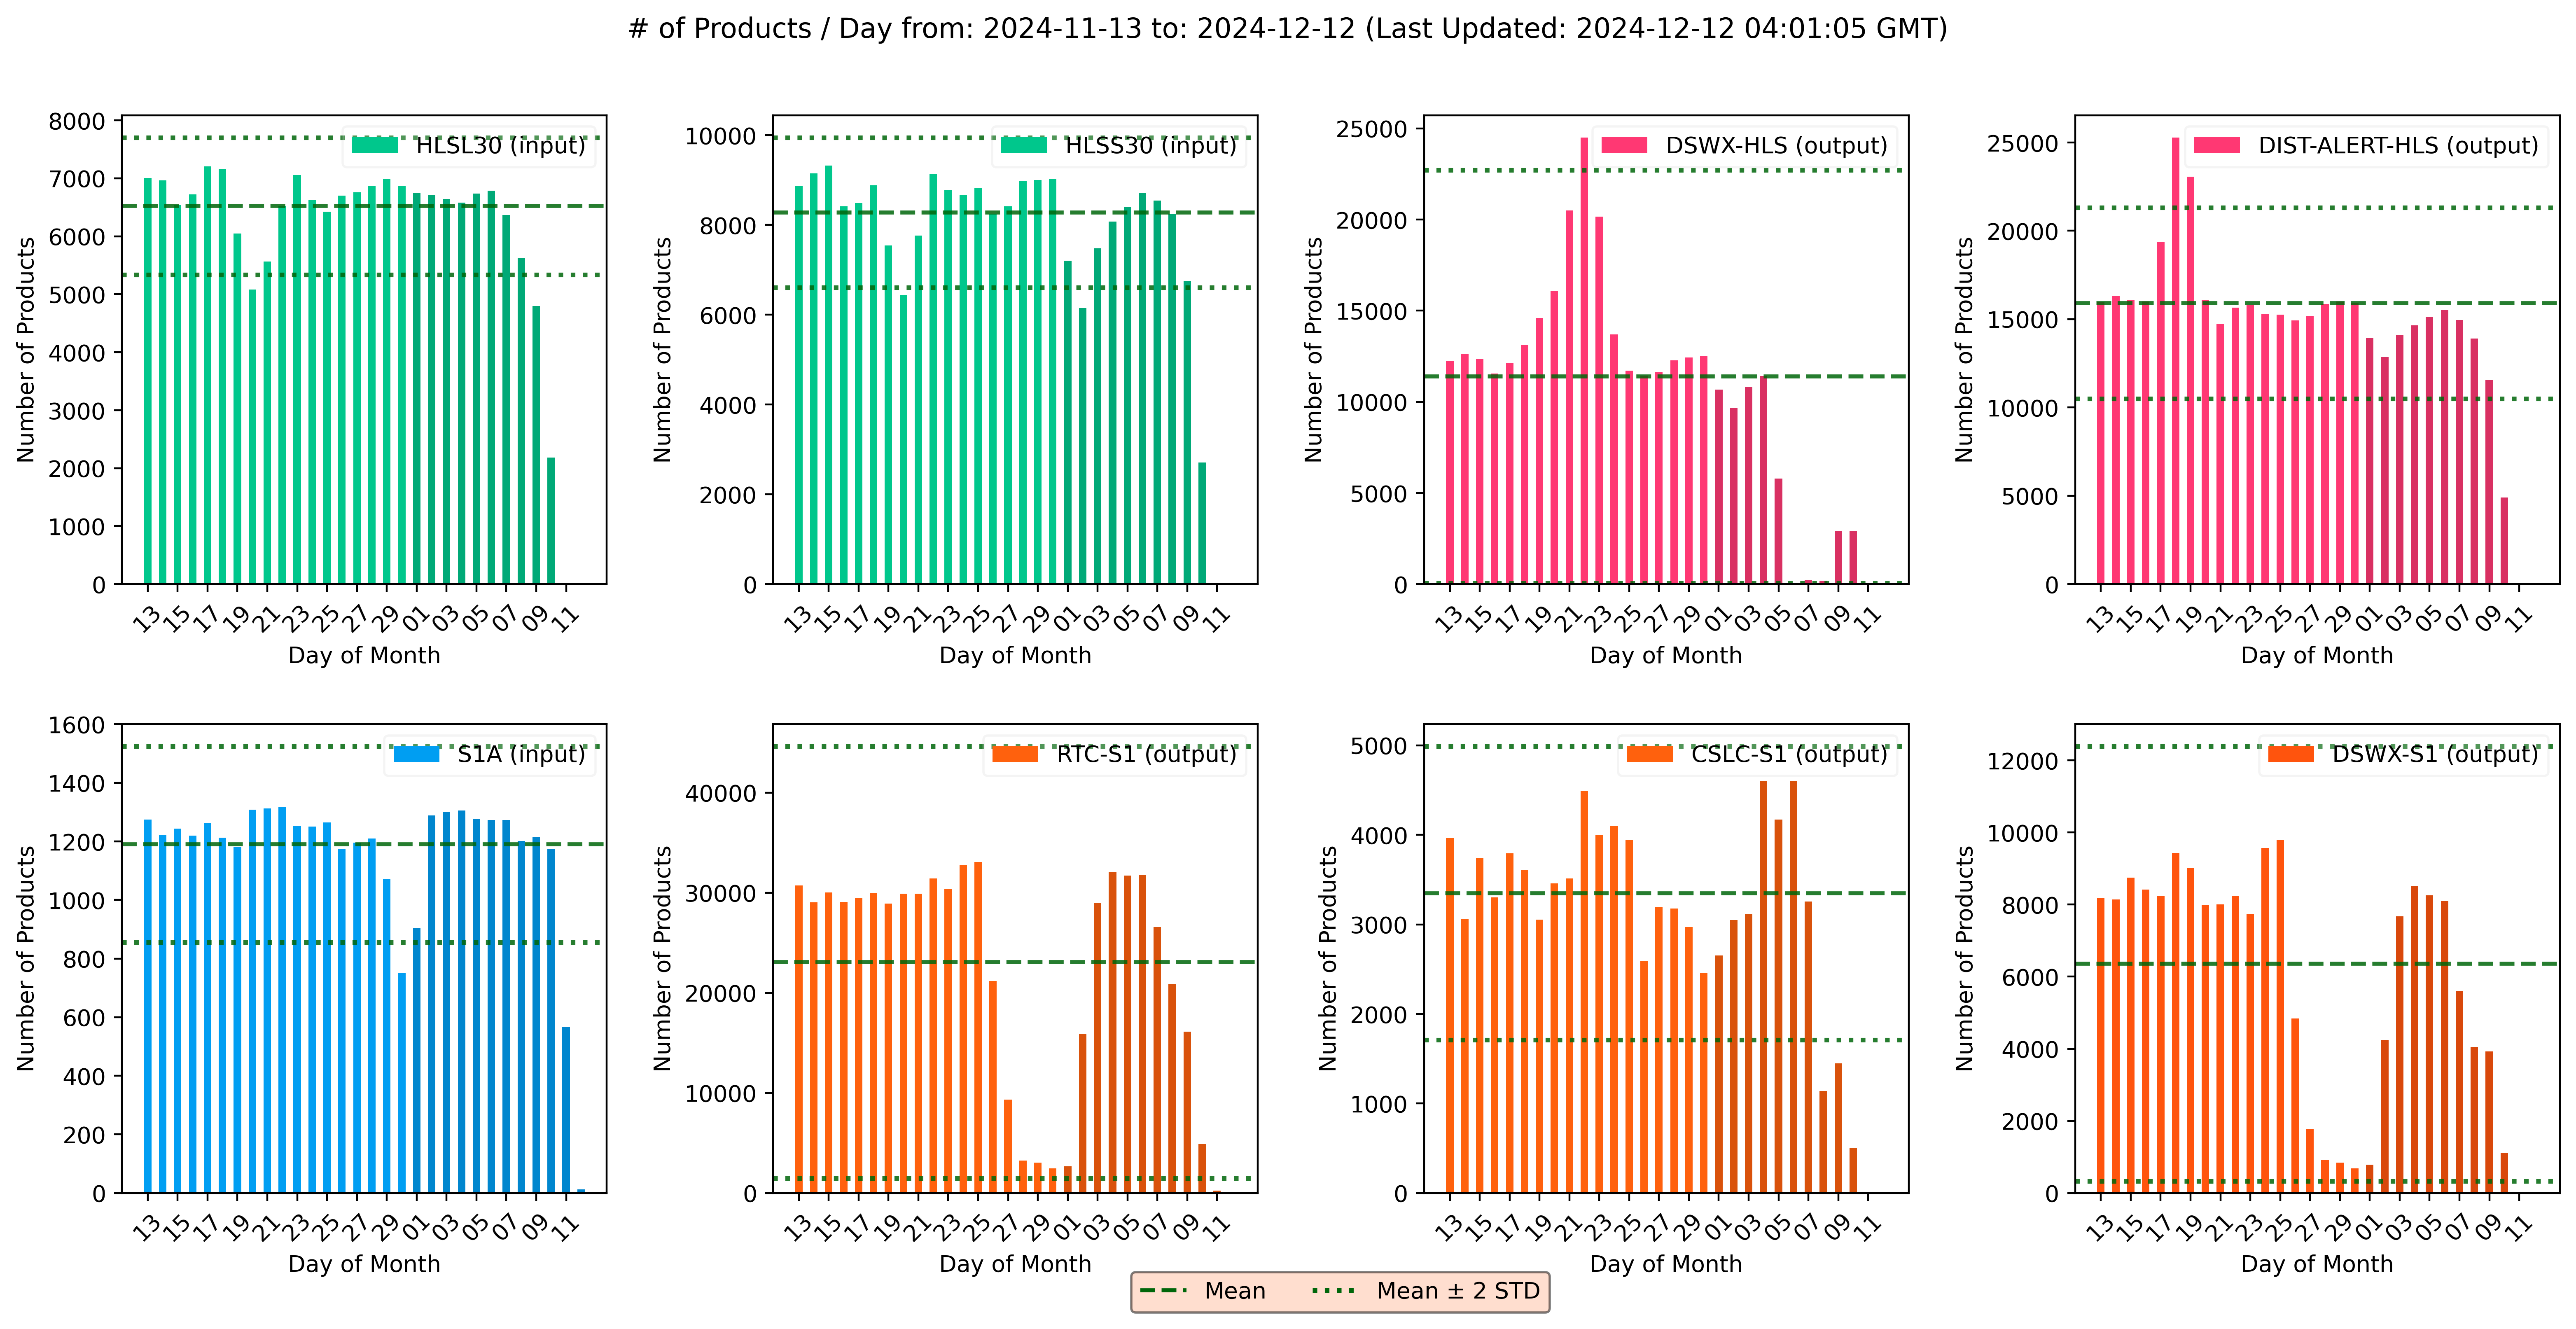 # of Products / Day from: 2024-11-13 to: 2024-12-12 (Last Updated: 2024-12-12 04:01:05 GMT)
HLSL30 (input)
Number of Products
8000
7000
6000
5000
4000
3000
2000
1000
0
13 15 17 19 21 23 25 27 29 01 03 05 07 09 11
Day of Month
HLSS30 (input)
Number of Products
10000
8000
6000
4000
2000
0
13 15 17 19 21 23 25 27 29 01 03 05 07 09 11
Day of Month
DSWX-HLS (output)
Number of Products
25000
20000
15000
10000
5000
0
13 15 17 19 21 23 25 27 29 01 03 05 07 09 11
Day of Month
DIST-ALERT-HLS (output)
Number of Products
25000
20000
15000
10000
5000
0
13 15 17 19 21 23 25 27 29 01 03 05 07 09 11
Day of Month
S1A (input)
Number of Products
1600
1400
1200
1000
800
600
400
200
0
13 15 17 19 21 23 25 27 29 01 03 05 07 09 11
Day of Month
RTC-S1 (output)
Number of Products
40000
30000
20000
10000
0
13 15 17 19 21 23 25 27 29 01 03 05 07 09 11
Day of Month
CSLC-S1 (output)
Number of Products
5000
4000
3000
2000
1000
0
13 15 17 19 21 23 25 27 29 01 03 05 07 09 11
Day of Month
DSWX-S1 (output)
Number of Products
12000
10000
8000
6000
4000
2000
0
13 15 17 19 21 23 25 27 29 01 03 05 07 09 11
Day of Month
Mean
Mean ± 2 STD